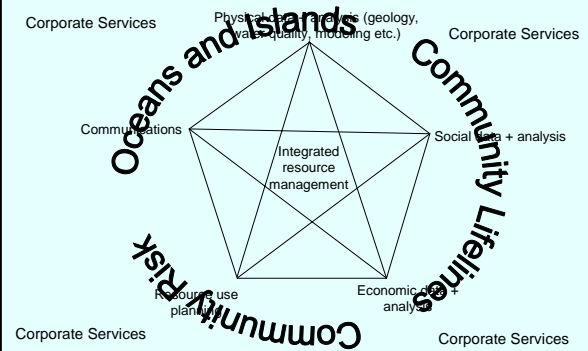 Corporate Services
Oceans and Islands
Physical data + analysis (geology,
water quality, modeling etc.)
Corporate Services
Community Lifelines
Communications
Social data + analysis
Integrated
resource
management
Community Risk
Resource use
planning
Economic data +
analysis
Corporate Services
Corporate Services